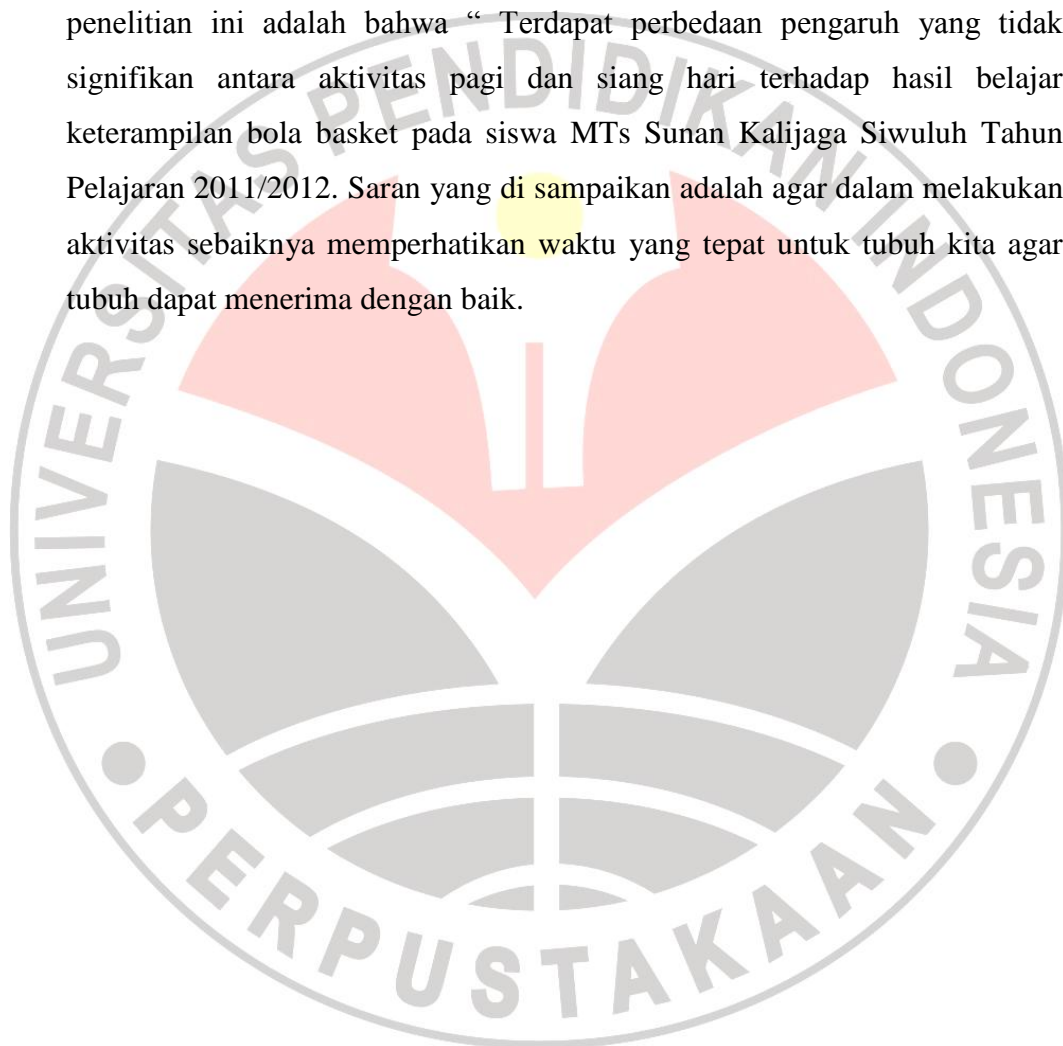 penelitian ini adalah bahwa “ Terdapat perbedaan pengaruh yang tidak
signifikan antara aktivitas pagi dan siang hari terhadap hasil belajar
keterampilan bola basket pada siswa MTs Sunan Kalijaga Siwuluh Tahun
Pelajaran 2011/2012. Saran yang di sampaikan adalah agar dalam melakukan
aktivitas sebaiknya memperhatikan waktu yang tepat untuk tubuh kita agar
tubuh dapat menerima dengan baik.
UNIVERSITAS PENDIDIKAN INDONESIA
PERPUSTAKAAN